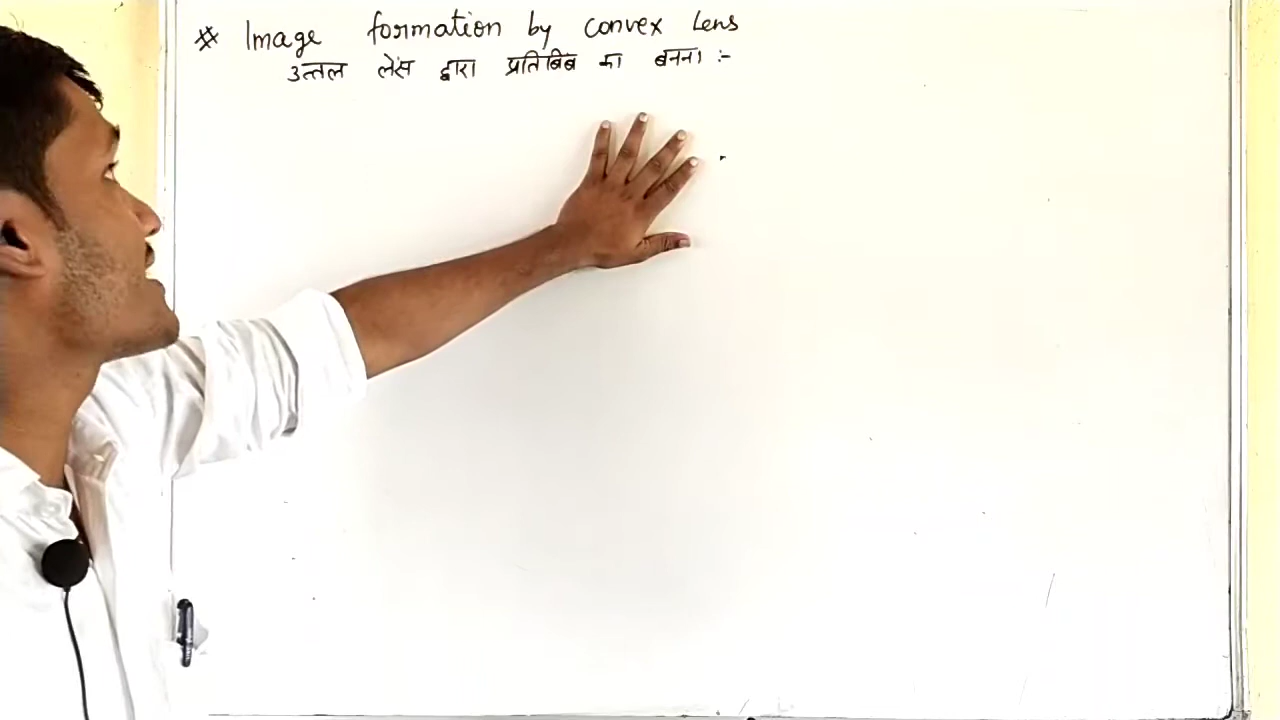 # Image formation by convex lens
उत्तल लेंस द्वारा प्रतिबिंब का बनना :-